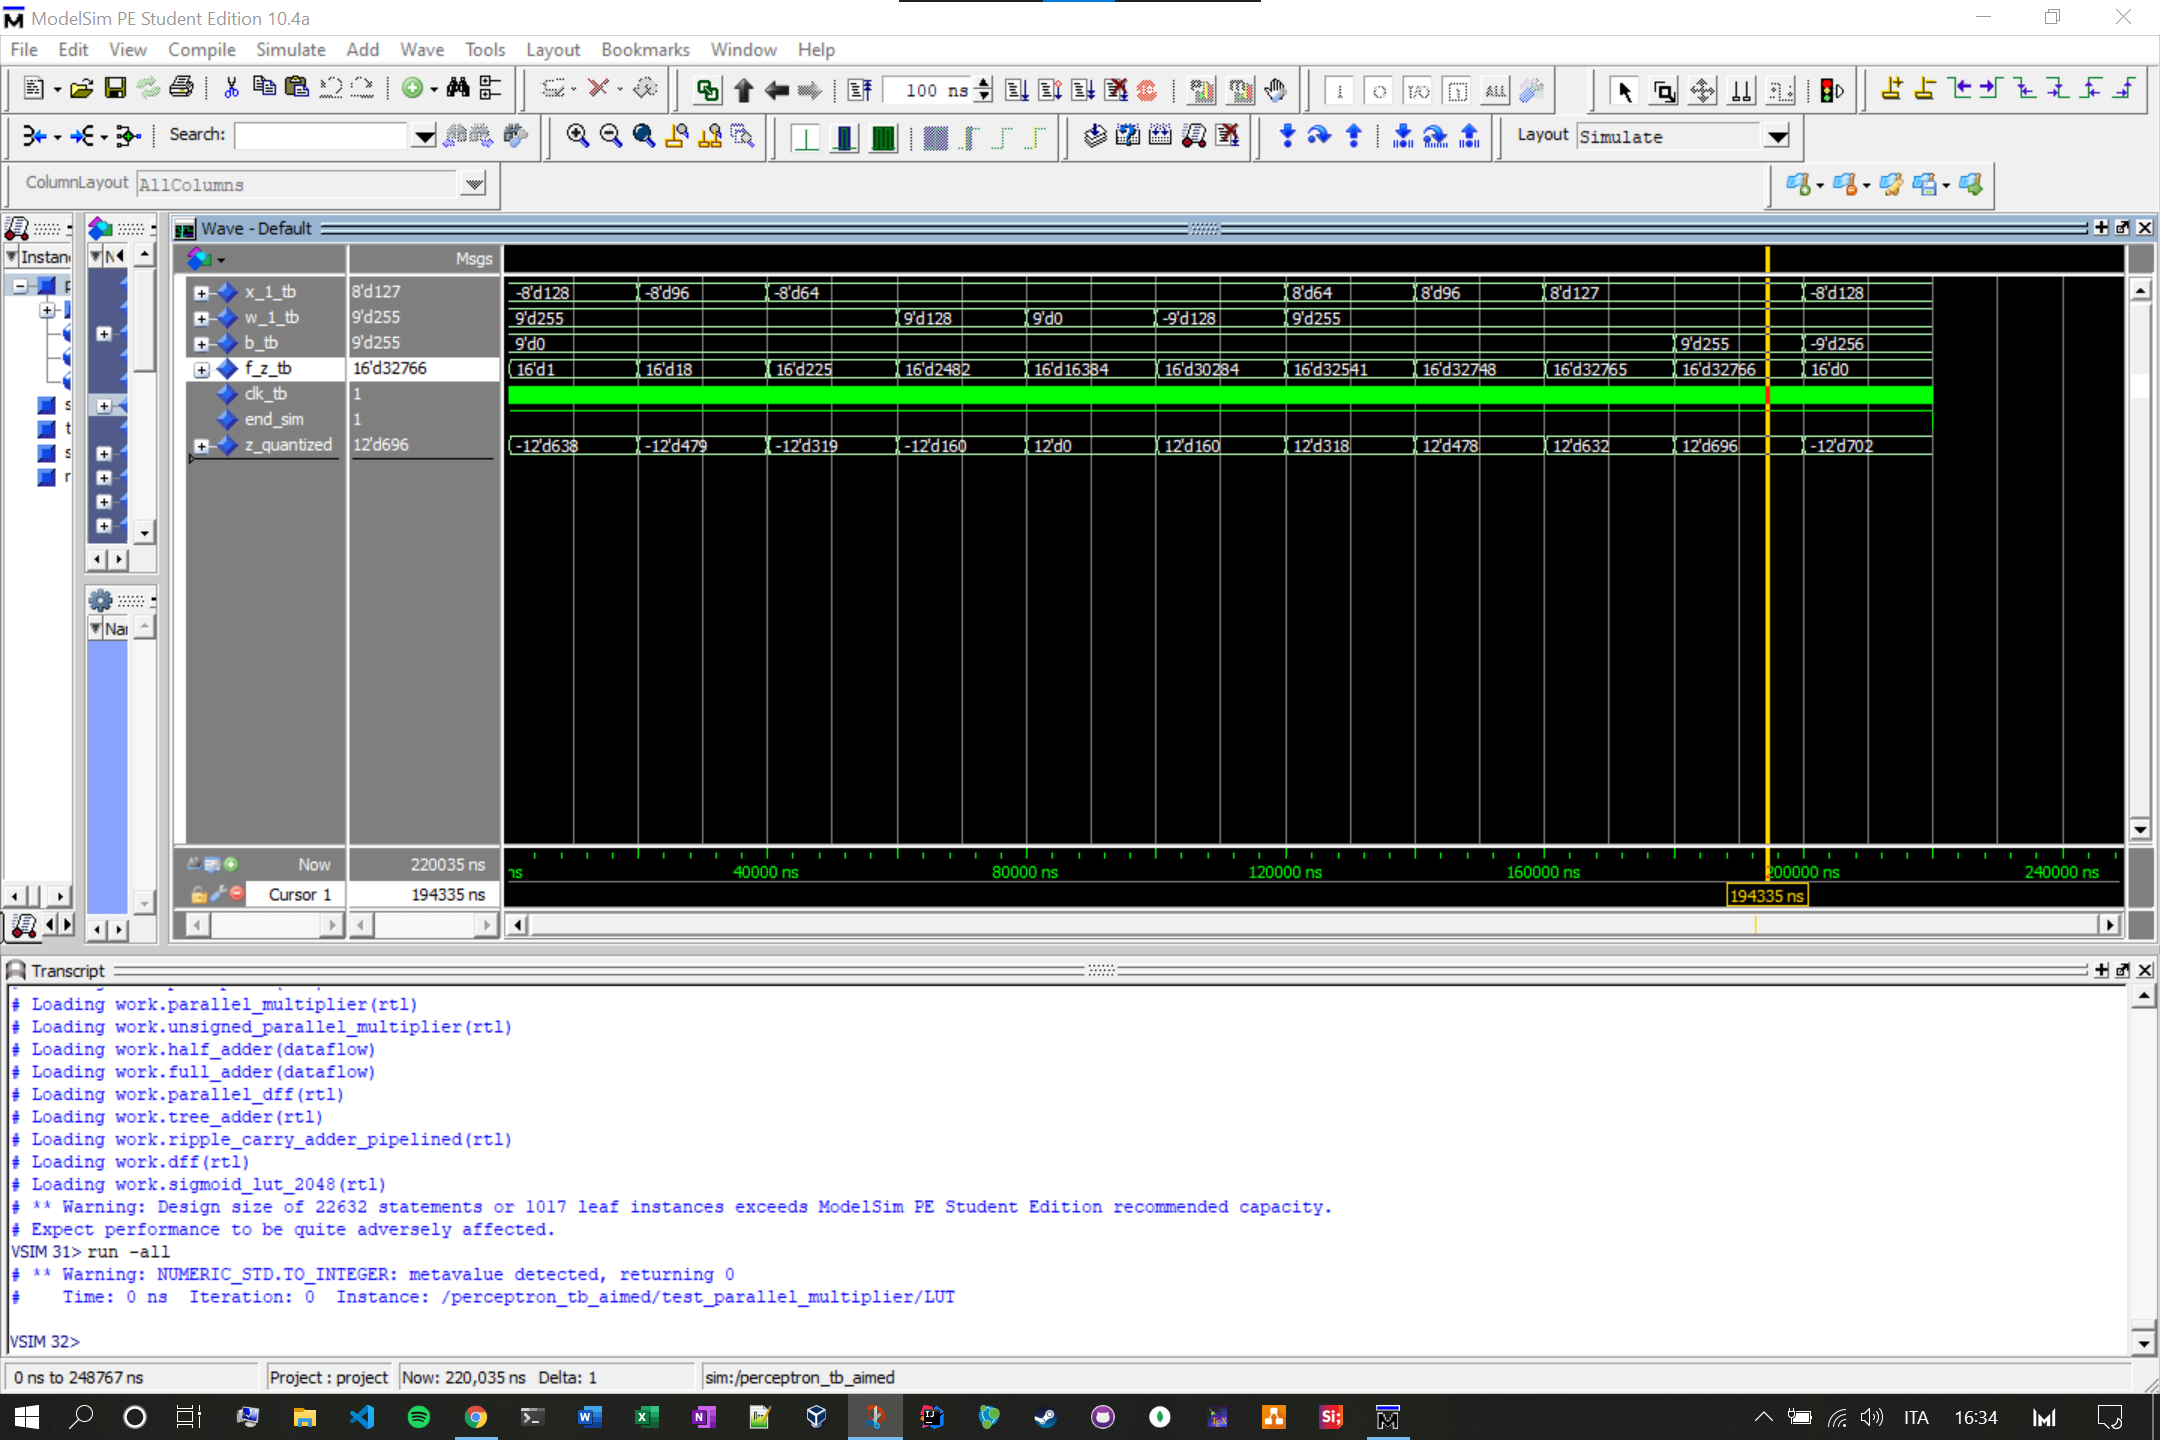 ModelSim PE Student Edition 10.4a
File Edit View Compile Simulate Add Wave Tools Layout Bookmarks Window Help
100 ns
Search:
Layout Simulate
ColumnLayout AllColumns
Wave - Default
Instan
Msgs
x_1_tb 8'd127 -8'd128 -8'd96 -8'd64 8'd64 8'd96 8'd127 -8'd128
w_1_tb 9'd255 9'd255 9'd128 9'd0 -9'd128 9'd255
b_tb 9'd255 9'd0 9'd255 -9'd256
f_z_tb 16'd32766 16'd1 16'd18 16'd225 16'd2482 16'd16384 16'd30284 16'd32541 16'd32748 16'd32765 16'd32766 16'd0
clk_tb 1
end_sim 1
z_quantized 12'd696 -12'd638 -12'd479 -12'd319 -12'd160 12'd0 12'd160 12'd318 12'd478 12'd632 12'd696 -12'd702
Nar
Now 220035 ns
ns 40000 ns 80000 ns 120000 ns 160000 ns 200000 ns 240000 ns
Cursor 1 194335 ns 194335 ns
Transcript
# Loading work.parallel_multiplier(rtl)
# Loading work.unsigned_parallel_multiplier(rtl)
# Loading work.half_adder(dataflow)
# Loading work.full_adder(dataflow)
# Loading work.parallel_dff(rtl)
# Loading work.tree_adder(rtl)
# Loading work.ripple_carry_adder_pipelined(rtl)
# Loading work.dff(rtl)
# Loading work.sigmoid_lut_2048(rtl)
# ** Warning: Design size of 22632 statements or 1017 leaf instances exceeds ModelSim PE Student Edition recommended capacity.
# Expect performance to be quite adversely affected.
VSIM 31> run -all
# ** Warning: NUMERIC_STD.TO_INTEGER: metavalue detected, returning 0
# Time: 0 ns Iteration: 0 Instance: /perceptron_tb_aimed/test_parallel_multiplier/LUT
VSIM 32>
0 ns to 248767 ns Project : project Now: 220,035 ns Delta: 1 sim:/perceptron_tb_aimed
ITA 16:34